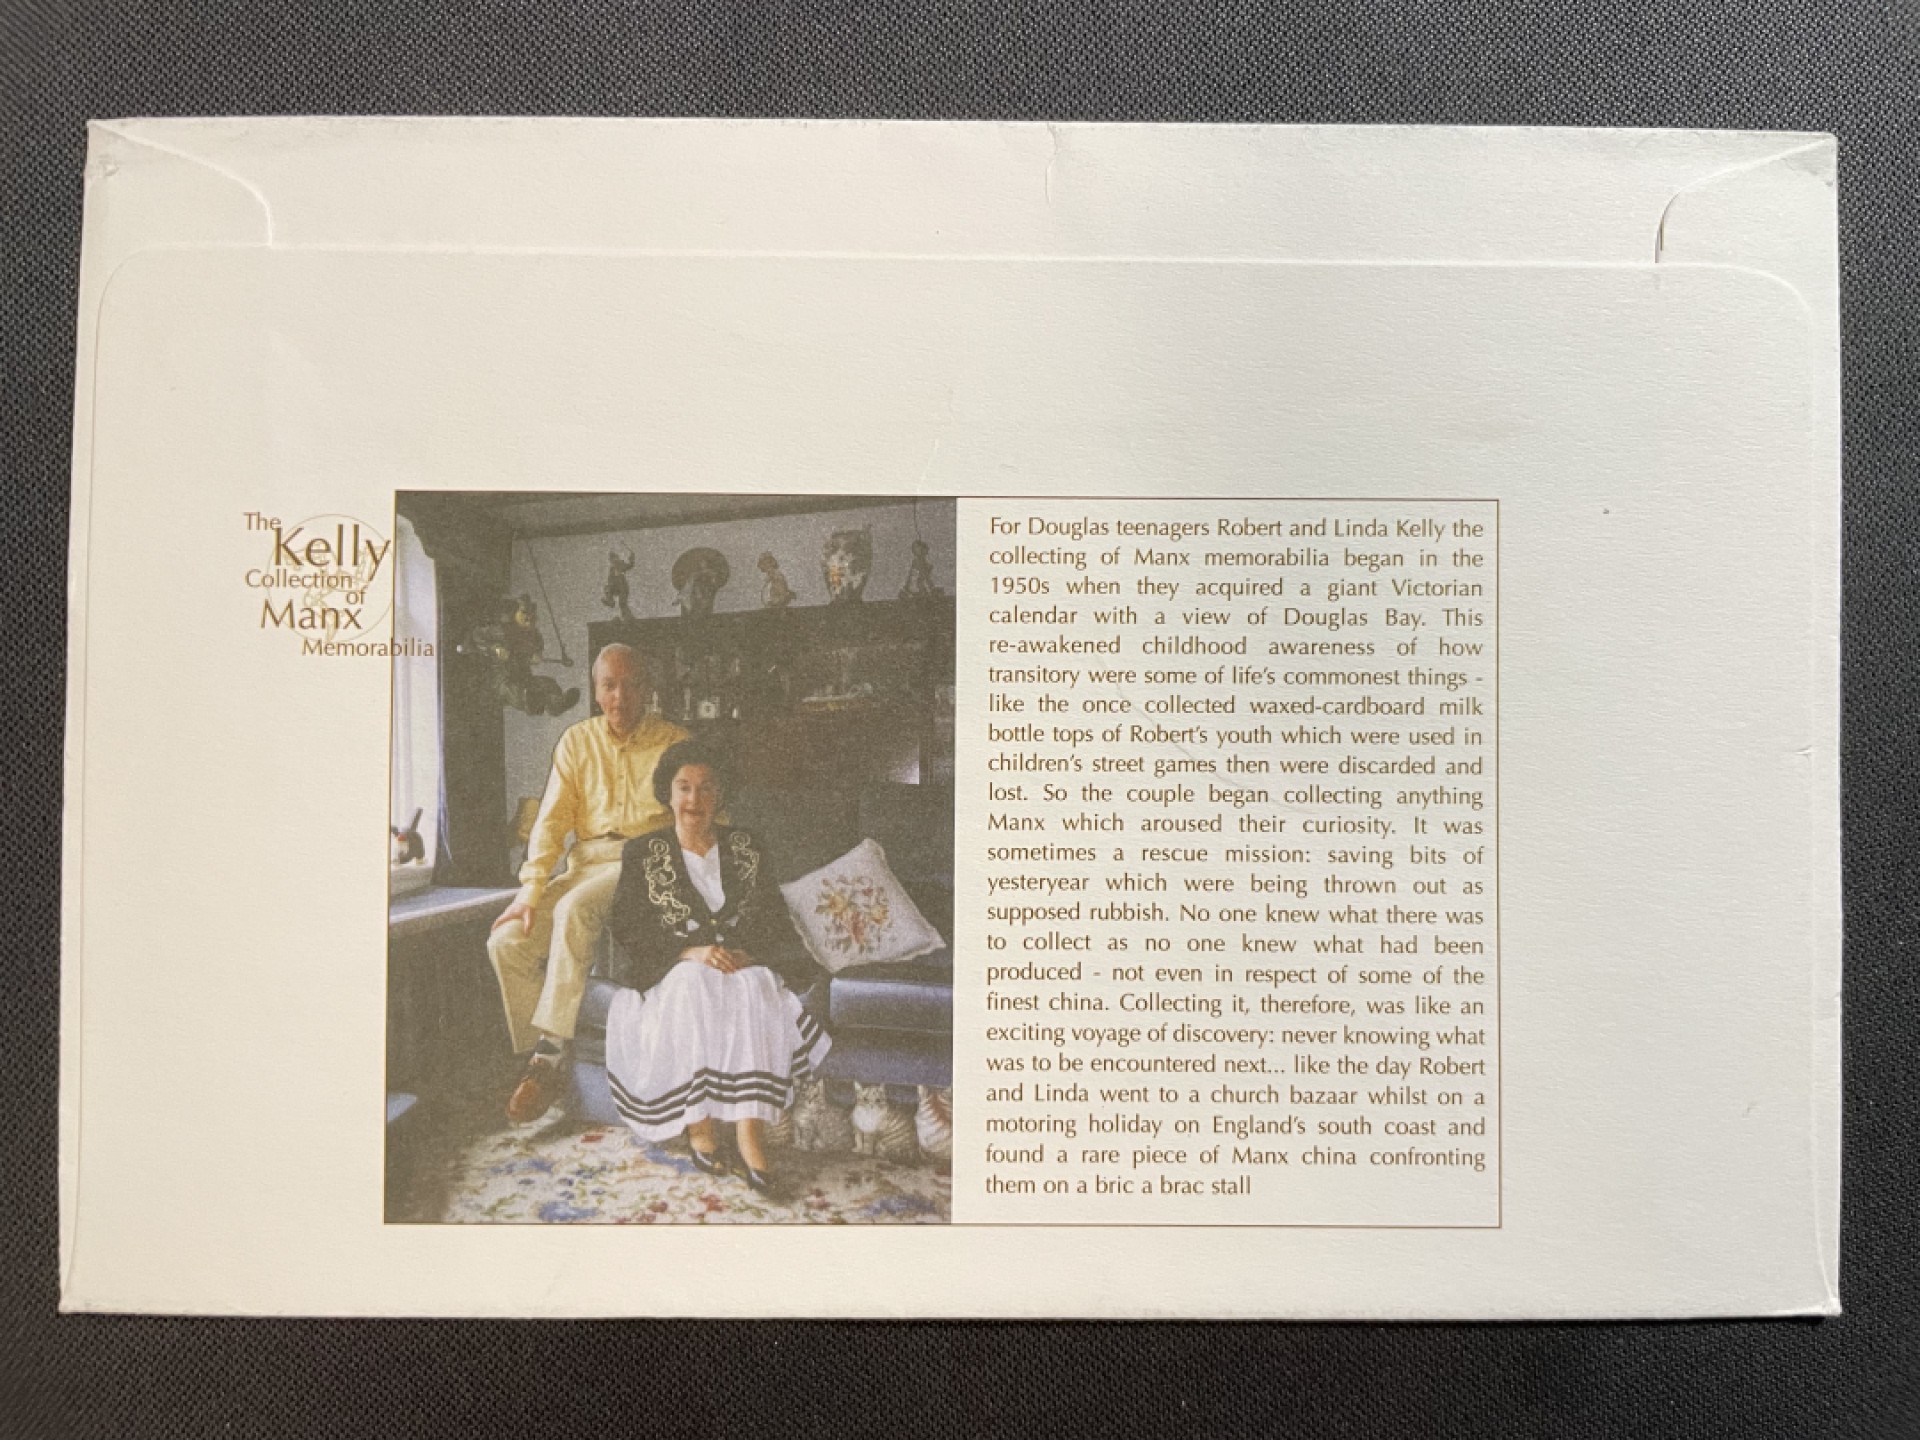 The
Kelly
Collection
of
Manx
Memorabilia
For Douglas teenagers Robert and Linda Kelly the
collecting of Manx memorabilia began in the
1950s when they acquired a giant Victorian
calendar with a view of Douglas Bay. This
re-awakened childhood awareness of how
transitory were some of life's commonest things -
like the once collected waxed-cardboard milk
bottle tops of Robert's youth which were used in
children's street games then were discarded and
lost. So the couple began collecting anything
Manx which aroused their curiosity. It was
sometimes a rescue mission: saving bits of
yesteryear which were being thrown out as
supposed rubbish. No one knew what there was
to collect as no one knew what had been
produced - not even in respect of some of the
finest china. Collecting it, therefore, was like an
exciting voyage of discovery: never knowing what
was to be encountered next... like the day Robert
and Linda went to a church bazaar whilst on a
motoring holiday on England's south coast and
found a rare piece of Manx china confronting
them on a bric a brac stall